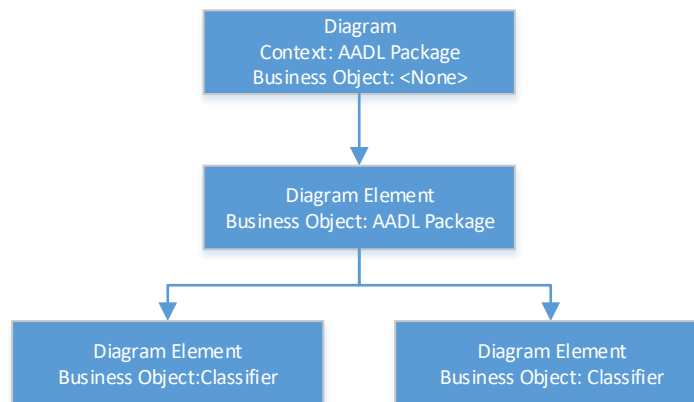 Diagram
Context: AADL Package
Business Object: <None>
Diagram Element
Business Object: AADL Package
Diagram Element
Business Object:Classifier
Diagram Element
Business Object: Classifier